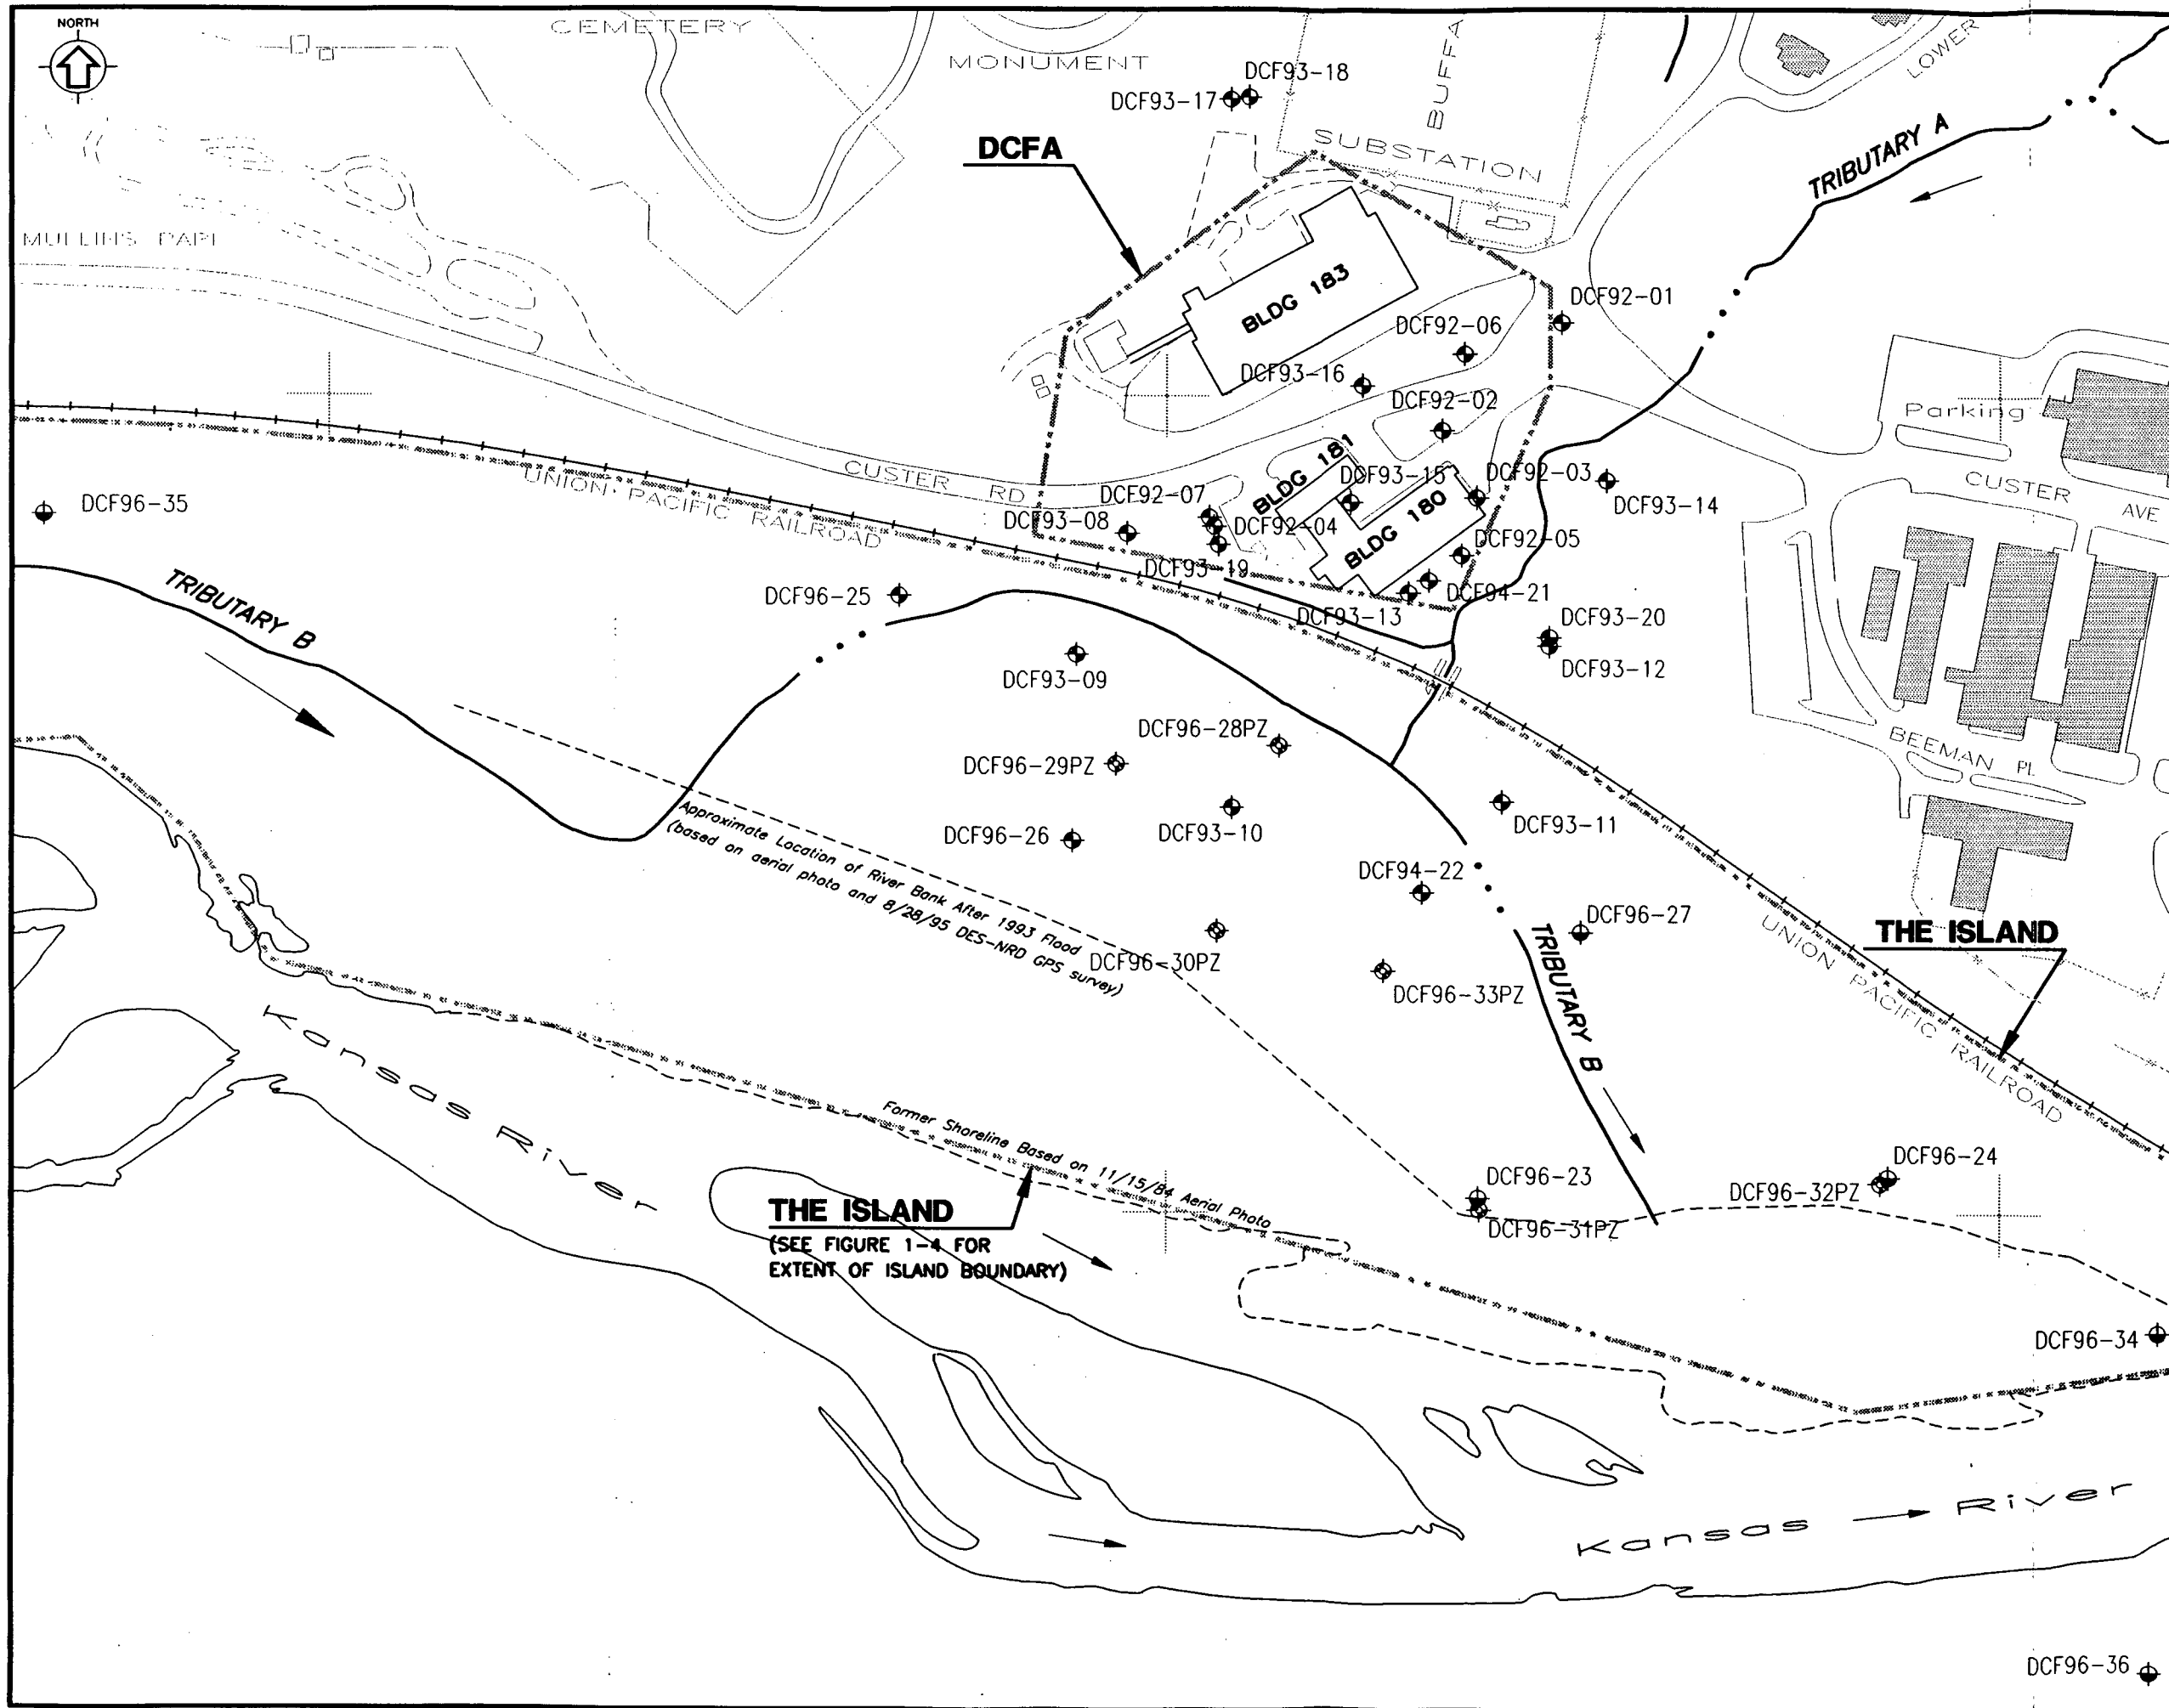 NORTH
CEMETERY
MONUMENT
BUFFA
LOWER
DCF93-18
DCF93-17
SUBSTATION
DCFA
TRIBUTARY A
BLDG 183
DCF92-01
DCF92-06
DCF93-16
DCF92-02
Parking
CUSTER RD
UNION PACIFIC RAILROAD
BLDG 181
DCF93-15
DCF92-03
DCF93-14
CUSTER AVE
DCF96-35
DCF92-07
DCF93-08
DCF92-04
BLDG 180
DCF92-05
DCF93-19
DCF94-21
DCF93-13
TRIBUTARY B
DCF96-25
DCF93-20
DCF93-12
DCF93-09
DCF96-28PZ
DCF96-29PZ
BEEMAN PL
DCF96-26
DCF93-10
DCF93-11
Approximate Location of River Bank After 1993 Flood
(based on aerial photo and 8/28/95 DES-NRD GPS survey)
DCF94-22
DCF96-27
THE ISLAND
UNION PACIFIC RAILROAD
DCF96-30PZ
DCF96-33PZ
TRIBUTARY B
Kansas River
Former Shoreline Based on 11/15/84 Aerial Photo
DCF96-23
DCF96-31PZ
DCF96-24
DCF96-32PZ
THE ISLAND
(SEE FIGURE 1-4 FOR
EXTENT OF ISLAND BOUNDARY)
DCF96-34
Kansas River
DCF96-36